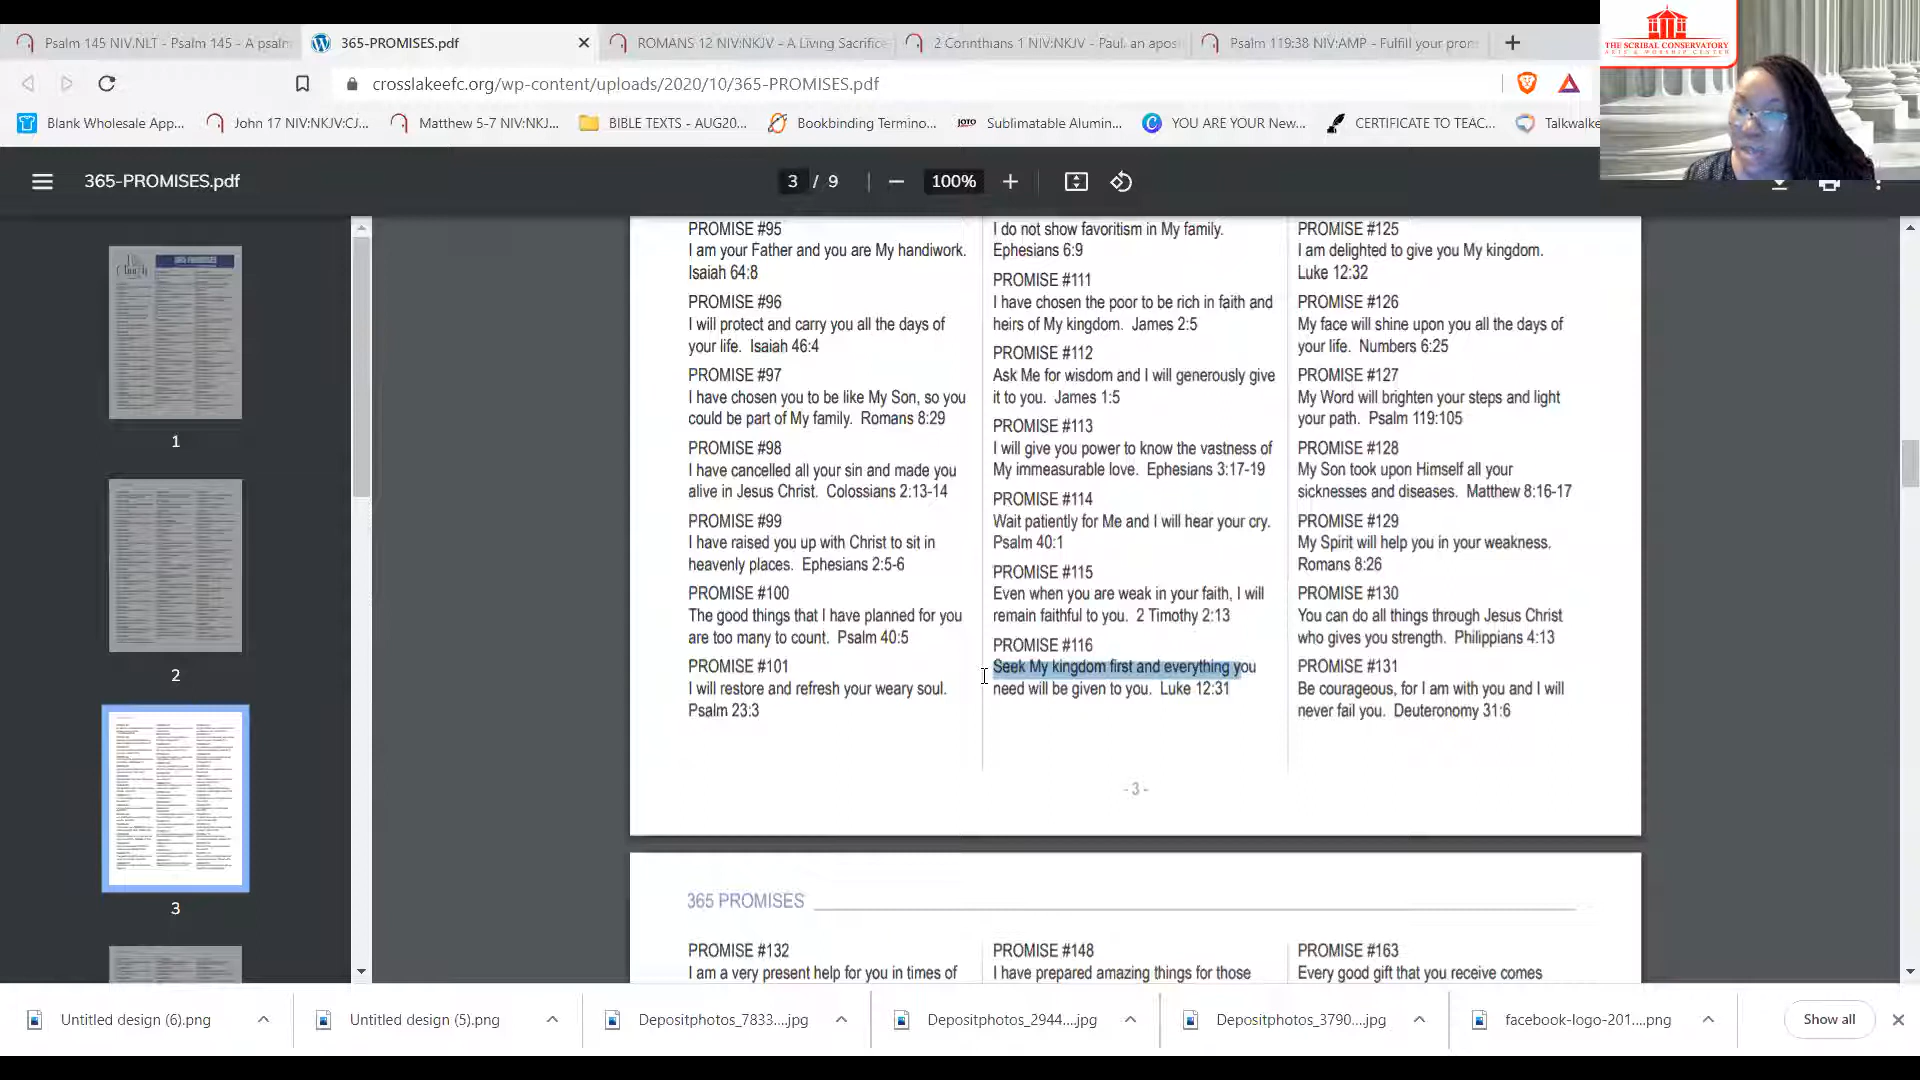 Psalm 145 NIV.NLT - Psalm 145 - A psalm
365-PROMISES.pdf
ROMANS 12 NIV:NKJV - A Living Sacrifice
2 Corinthians 1 NIV:NKJV - Paul, an apos
Psalm 119:38 NIV:AMP - Fulfill your prom
THE SCRIBAL CONSERVATORY
ARTS & WORSHIP CENTER
crosslakeefc.org/wp-content/uploads/2020/10/365-PROMISES.pdf
Blank Wholesale App...
John 17 NIV:NKJV:CJ...
Matthew 5-7 NIV:NKJ...
BIBLE TEXTS - AUG20...
Bookbinding Termino...
JOTO
Sublimatable Alumin...
YOU ARE YOUR New...
CERTIFICATE TO TEAC...
Talkwalke
365-PROMISES.pdf
3 / 9
100%
1
2
3
PROMISE #95
I am your Father and you are My handiwork.
Isaiah 64:8
PROMISE #96
I will protect and carry you all the days of
your life. Isaiah 46:4
PROMISE #97
I have chosen you to be like My Son, so you
could be part of My family. Romans 8:29
PROMISE #98
I have cancelled all your sin and made you
alive in Jesus Christ. Colossians 2:13-14
PROMISE #99
I have raised you up with Christ to sit in
heavenly places. Ephesians 2:5-6
PROMISE #100
The good things that I have planned for you
are too many to count. Psalm 40:5
PROMISE #101
I will restore and refresh your weary soul.
Psalm 23:3
I do not show favoritism in My family.
Ephesians 6:9
PROMISE #111
I have chosen the poor to be rich in faith and
heirs of My kingdom. James 2:5
PROMISE #112
Ask Me for wisdom and I will generously give
it to you. James 1:5
PROMISE #113
I will give you power to know the vastness of
My immeasurable love. Ephesians 3:17-19
PROMISE #114
Wait patiently for Me and I will hear your cry.
Psalm 40:1
PROMISE #115
Even when you are weak in your faith, I will
remain faithful to you. 2 Timothy 2:13
PROMISE #116
Seek My kingdom first and everything you
need will be given to you. Luke 12:31
PROMISE #125
I am delighted to give you My kingdom.
Luke 12:32
PROMISE #126
My face will shine upon you all the days of
your life. Numbers 6:25
PROMISE #127
My Word will brighten your steps and light
your path. Psalm 119:105
PROMISE #128
My Son took upon Himself all your
sicknesses and diseases. Matthew 8:16-17
PROMISE #129
My Spirit will help you in your weakness.
Romans 8:26
PROMISE #130
You can do all things through Jesus Christ
who gives you strength. Philippians 4:13
PROMISE #131
Be courageous, for I am with you and I will
never fail you. Deuteronomy 31:6
- 3 -
365 PROMISES
PROMISE #132
I am a very present help for you in times of
PROMISE #148
I have prepared amazing things for those
PROMISE #163
Every good gift that you receive comes
Untitled design (6).png
Untitled design (5).png
Depositphotos_7833....jpg
Depositphotos_2944....jpg
Depositphotos_3790....jpg
facebook-logo-201....png
Show all